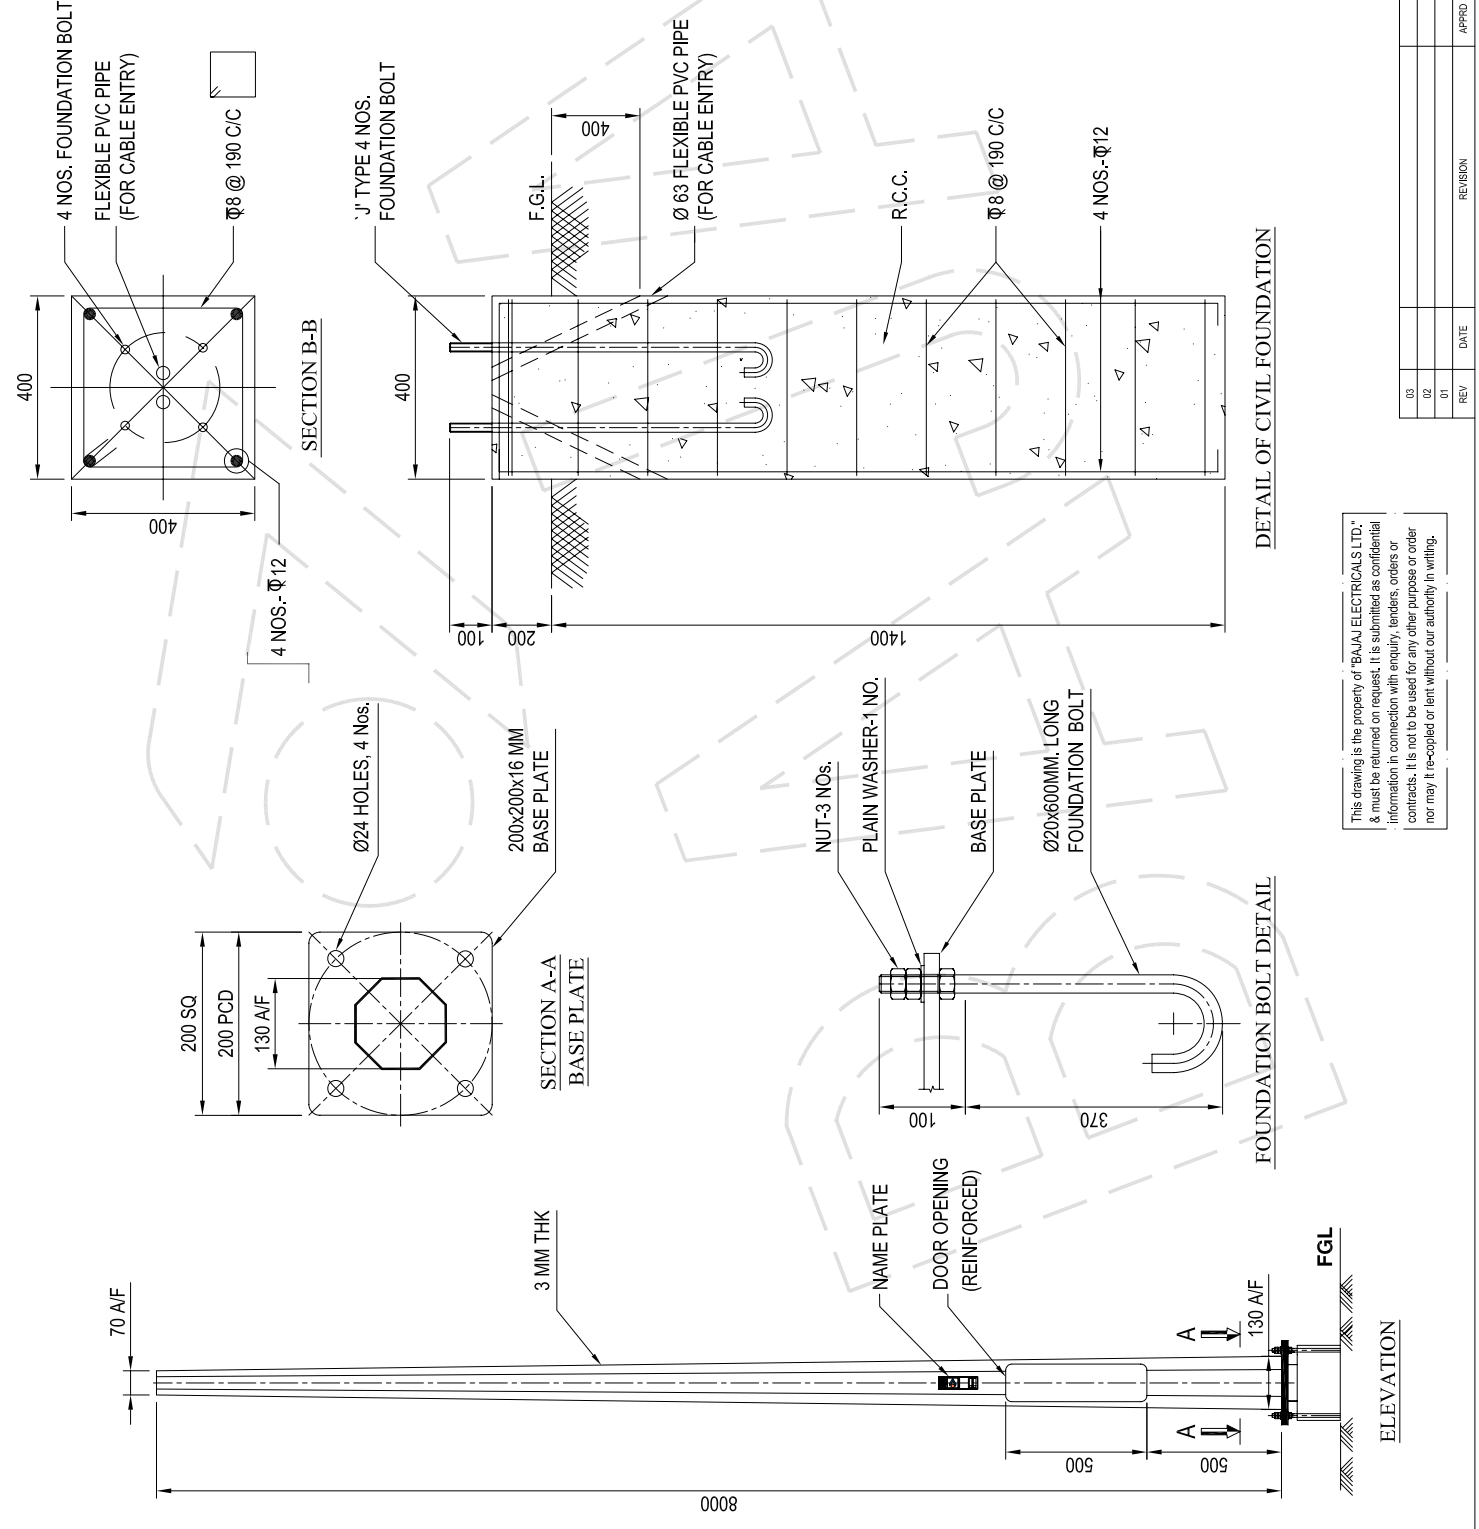 400
400
4 NOS. FOUNDATION BOLT
FLEXIBLE PVC PIPE
(FOR CABLE ENTRY)
8 @ 190 C/C
4 NOS.- 12
SECTION B-B
400
'J' TYPE 4 NOS.
FOUNDATION BOLT
F.G.L.
400
Ø 63 FLEXIBLE PVC PIPE
(FOR CABLE ENTRY)
R.C.C.
8 @ 190 C/C
4 NOS.- 12
100
200
1400
DETAIL OF CIVIL FOUNDATION
200 SQ
200 PCD
130 A/F
Ø24 HOLES, 4 Nos.
200x200x16 MM
BASE PLATE
SECTION A-A
BASE PLATE
NUT-3 NOs.
PLAIN WASHER-1 NO.
BASE PLATE
Ø20x600MM. LONG
FOUNDATION BOLT
100
370
FOUNDATION BOLT DETAIL
70 A/F
3 MM THK
NAME PLATE
DOOR OPENING
(REINFORCED)
A
A
130 A/F
FGL
500
500
8000
ELEVATION
This drawing is the property of "BAJAJ ELECTRICALS LTD."
& must be returned on request. It is submitted as confidential
information in connection with enquiry, tenders, orders or
contracts. It is not to be used for any other purpose or order
nor may it re-copied or lent without our authority in writing.
03
02
01
REV DATE REVISION APPRD